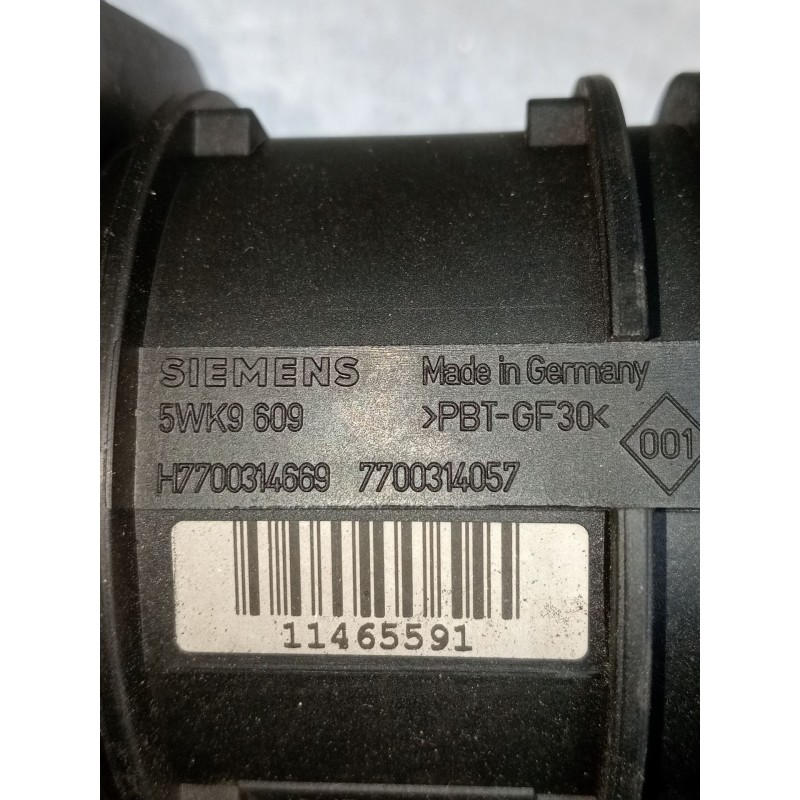 SIEMENS Made in Germany
5WK9 609 >PBT-GF30<
001
H7700314669 7700314057
11465591